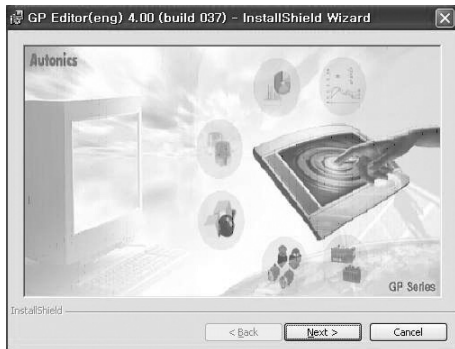 GP Editor(eng) 4.00 (build 037) - InstallShield Wizard
Autonics
GP Series
InstallShield
< Back
Next >
Cancel